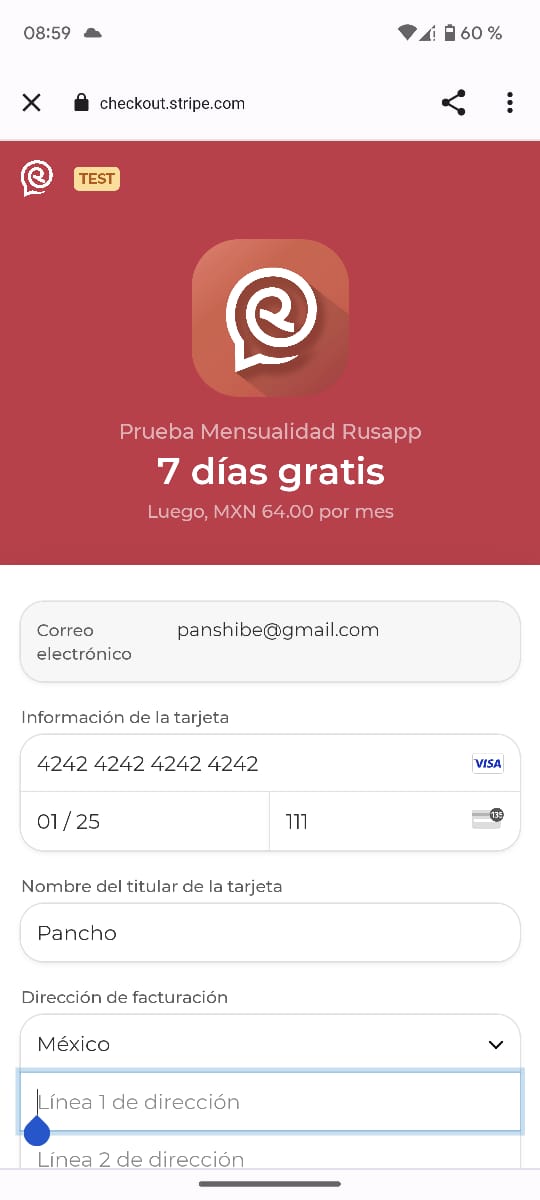 08:59 60 %
checkout.stripe.com
TEST
Prueba Mensualidad Rusapp
7 días gratis
Luego, MXN 64.00 por mes
Correo electrónico panshibe@gmail.com
Información de la tarjeta
4242 4242 4242 4242 VISA
01 / 25 111 135
Nombre del titular de la tarjeta
Pancho
Dirección de facturación
México
Línea 1 de dirección
Línea 2 de dirección